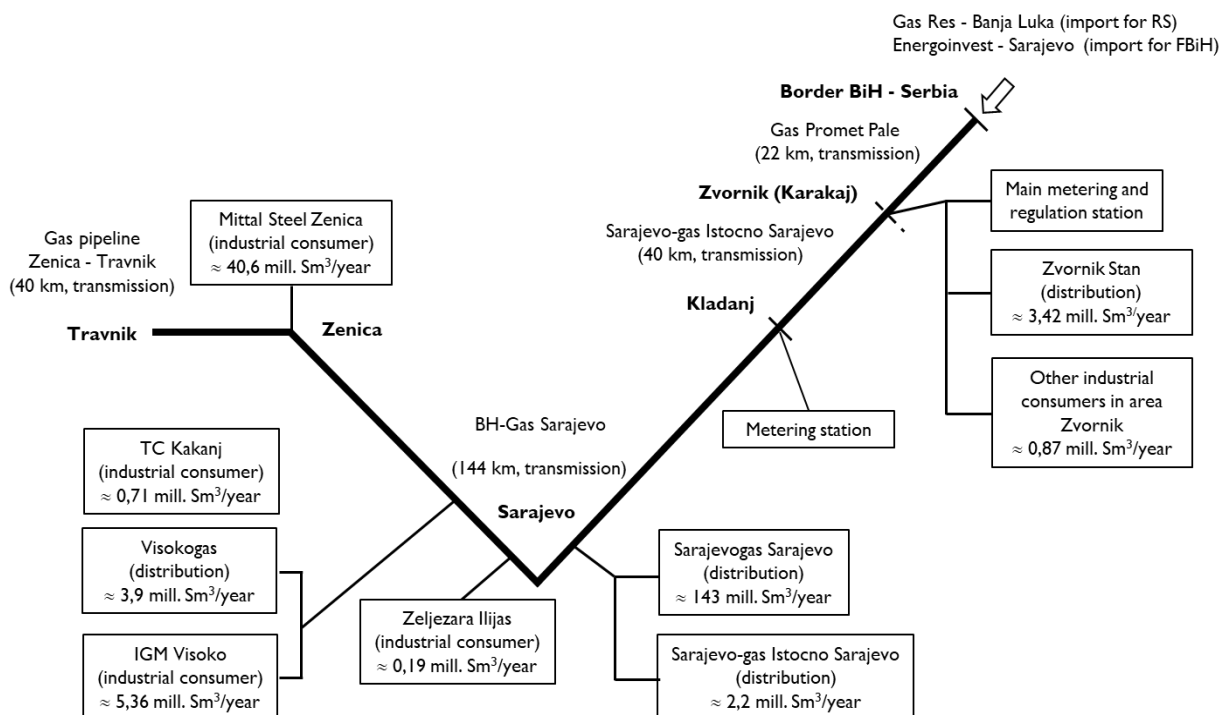 Gas Res - Banja Luka (import for RS)
Energoinvest - Sarajevo (import for FBiH)
Border BiH - Serbia
Gas Promet Pale
(22 km, transmission)
Zvornik (Karakaj)
Main metering and
regulation station
Mittal Steel Zenica
(industrial consumer)
≈ 40,6 mill. Sm³/year
Gas pipeline
Zenica - Travnik
(40 km, transmission)
Sarajevo-gas Istocno Sarajevo
(40 km, transmission)
Zvornik Stan
(distribution)
≈ 3,42 mill. Sm³/year
Kladanj
Travnik
Zenica
Other industrial
consumers in area
Zvornik
≈ 0,87 mill. Sm³/year
Metering station
BH-Gas Sarajevo
(144 km, transmission)
TC Kakanj
(industrial consumer)
≈ 0,71 mill. Sm³/year
Sarajevo
Visokogas
(distribution)
≈ 3,9 mill. Sm³/year
Sarajevogas Sarajevo
(distribution)
≈ 143 mill. Sm³/year
Zeljezara Ilijas
(industrial consumer)
≈ 0,19 mill. Sm³/year
IGM Visoko
(industrial consumer)
≈ 5,36 mill. Sm³/year
Sarajevo-gas Istocno Sarajevo
(distribution)
≈ 2,2 mill. Sm³/year